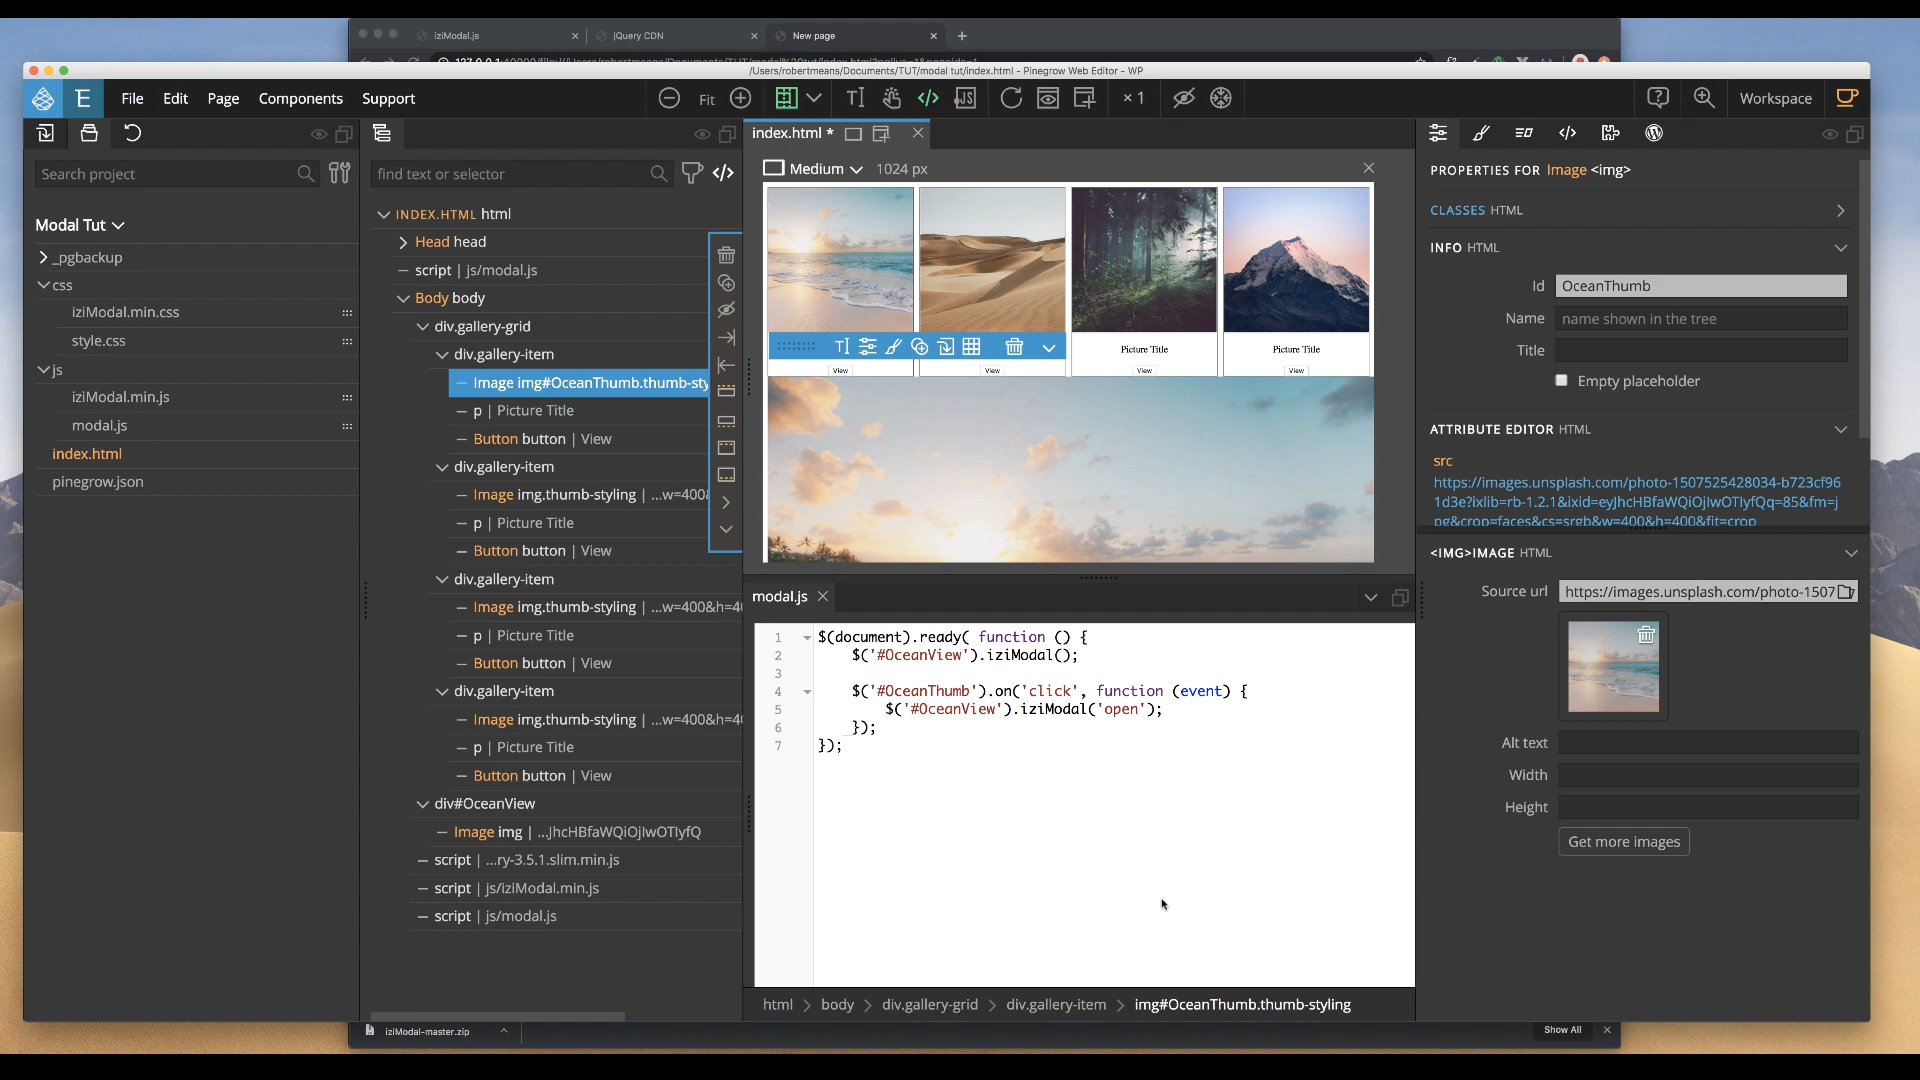 iziModal.js
jQuery CDN
New page
/Users/robertmeans/Documents/TUT/modal tut/index.html - Pinegrow Web Editor - WP
E File Edit Page Components Support
Fit
JS
× 1
Workspace
Search project
Modal Tut
_pgbackup
css
iziModal.min.css
style.css
js
iziModal.min.js
modal.js
index.html
pinegrow.json
find text or selector
INDEX.HTML html
Head head
script | js/modal.js
Body body
div.gallery-grid
div.gallery-item
Image img#OceanThumb.thumb-sty
p | Picture Title
Button button | View
div.gallery-item
Image img.thumb-styling | ...w=400&
p | Picture Title
Button button | View
div.gallery-item
Image img.thumb-styling | ...w=400&h=40
p | Picture Title
Button button | View
div.gallery-item
Image img.thumb-styling | ...w=400&h=40
p | Picture Title
Button button | View
div#OceanView
Image img | ...JhcHBfaWQiOjIwOTIyfQ
script | ...ry-3.5.1.slim.min.js
script | js/iziModal.min.js
script | js/modal.js
index.html *
Medium 1024 px
Picture Title
Picture Title
View
View
View
View
modal.js
1 $(document).ready( function () {
2 $('#OceanView').iziModal();
3
4 $('#OceanThumb').on('click', function (event) {
5 $('#OceanView').iziModal('open');
6 });
7 });
html > body > div.gallery-grid > div.gallery-item > img#OceanThumb.thumb-styling
PROPERTIES FOR Image <img>
CLASSES HTML
INFO HTML
Id OceanThumb
Name name shown in the tree
Title
Empty placeholder
ATTRIBUTE EDITOR HTML
src
https://images.unsplash.com/photo-1507525428034-b723cf96
1d3e?ixlib=rb-1.2.1&ixid=eyJhcHBfaWQiOjIwOTIyfQq=85&fm=j
pg&crop=faces&cs=srgb&w=400&h=400&fit=crop
<IMG>IMAGE HTML
Source url https://images.unsplash.com/photo-1507
Alt text
Width
Height
Get more images
iziModal-master.zip
Show All